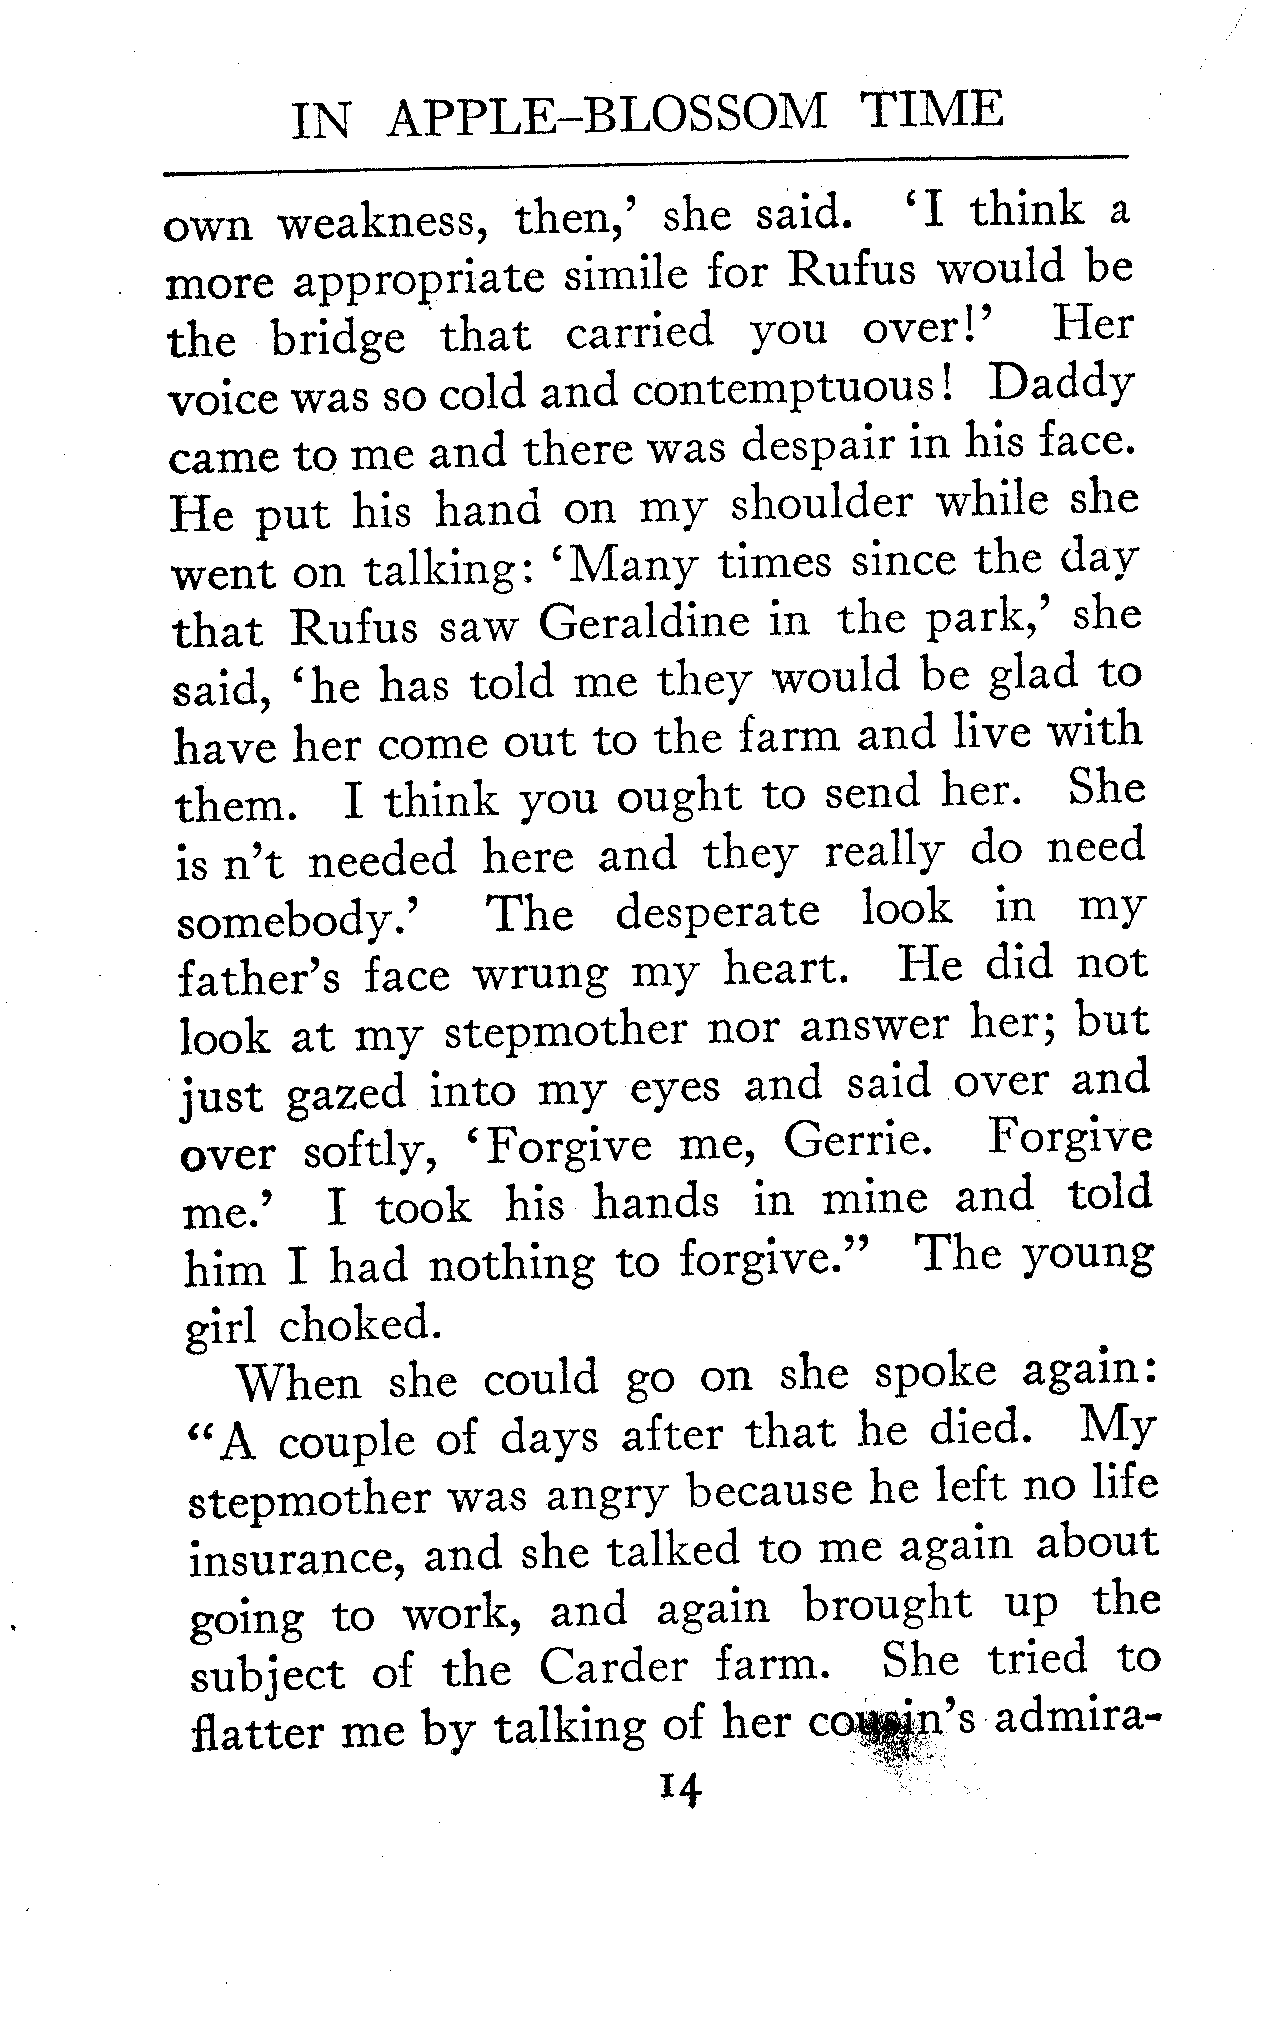 IN APPLE-BLOSSOM TIME
own weakness, then,’ she said. ‘I think a
more appropriate simile for Rufus would be
the bridge that carried you over!’ Her
voice was so cold and contemptuous! Daddy
came to me and there was despair in his face.
He put his hand on my shoulder while she
went on talking: ‘Many times since the day
that Rufus saw Geraldine in the park,’ she
said, ‘he has told me they would be glad to
have her come out to the farm and live with
them. I think you ought to send her. She
is n’t needed here and they really do need
somebody.’ The desperate look in my
father’s face wrung my heart. He did not
look at my stepmother nor answer her; but
just gazed into my eyes and said over and
over softly, ‘Forgive me, Gerrie. Forgive
me.’ I took his hands in mine and told
him I had nothing to forgive.” The young
girl choked.
When she could go on she spoke again:
“A couple of days after that he died. My
stepmother was angry because he left no life
insurance, and she talked to me again about
going to work, and again brought up the
subject of the Carder farm. She tried to
flatter me by talking of her cousin’s admira-
14